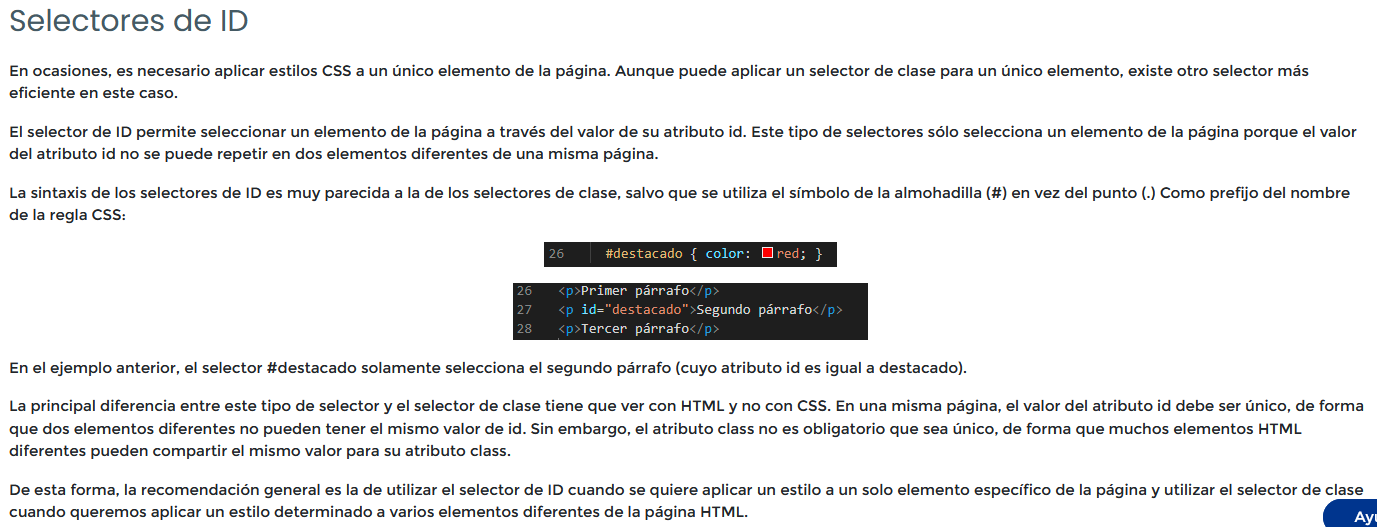 Selectores de ID
En ocasiones, es necesario aplicar estilos CSS a un único elemento de la página. Aunque puede aplicar un selector de clase para un único elemento, existe otro selector más
eficiente en este caso.
El selector de ID permite seleccionar un elemento de la página a través del valor de su atributo id. Este tipo de selectores sólo selecciona un elemento de la página porque el valor
del atributo id no se puede repetir en dos elementos diferentes de una misma página.
La sintaxis de los selectores de ID es muy parecida a la de los selectores de clase, salvo que se utiliza el símbolo de la almohadilla (#) en vez del punto (.) Como prefijo del nombre
de la regla CSS:
26 #destacado { color: red; }
26 <p>Primer párrafo</p>
27 <p id="destacado">Segundo párrafo</p>
28 <p>Tercer párrafo</p>
En el ejemplo anterior, el selector #destacado solamente selecciona el segundo párrafo (cuyo atributo id es igual a destacado).
La principal diferencia entre este tipo de selector y el selector de clase tiene que ver con HTML y no con CSS. En una misma página, el valor del atributo id debe ser único, de forma
que dos elementos diferentes no pueden tener el mismo valor de id. Sin embargo, el atributo class no es obligatorio que sea único, de forma que muchos elementos HTML
diferentes pueden compartir el mismo valor para su atributo class.
De esta forma, la recomendación general es la de utilizar el selector de ID cuando se quiere aplicar un estilo a un solo elemento específico de la página y utilizar el selector de clase
cuando queremos aplicar un estilo determinado a varios elementos diferentes de la página HTML.